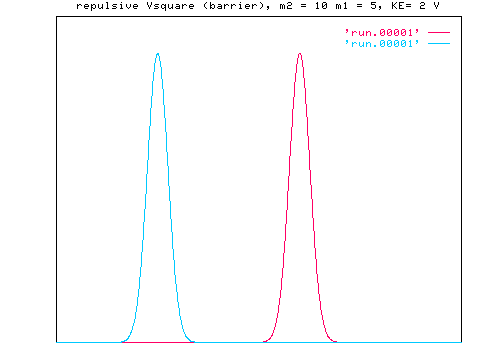 repulsive Vsquare (barrier), m2 = 10 m1 = 5, KE= 2 V
'run.00001'
'run.00001'